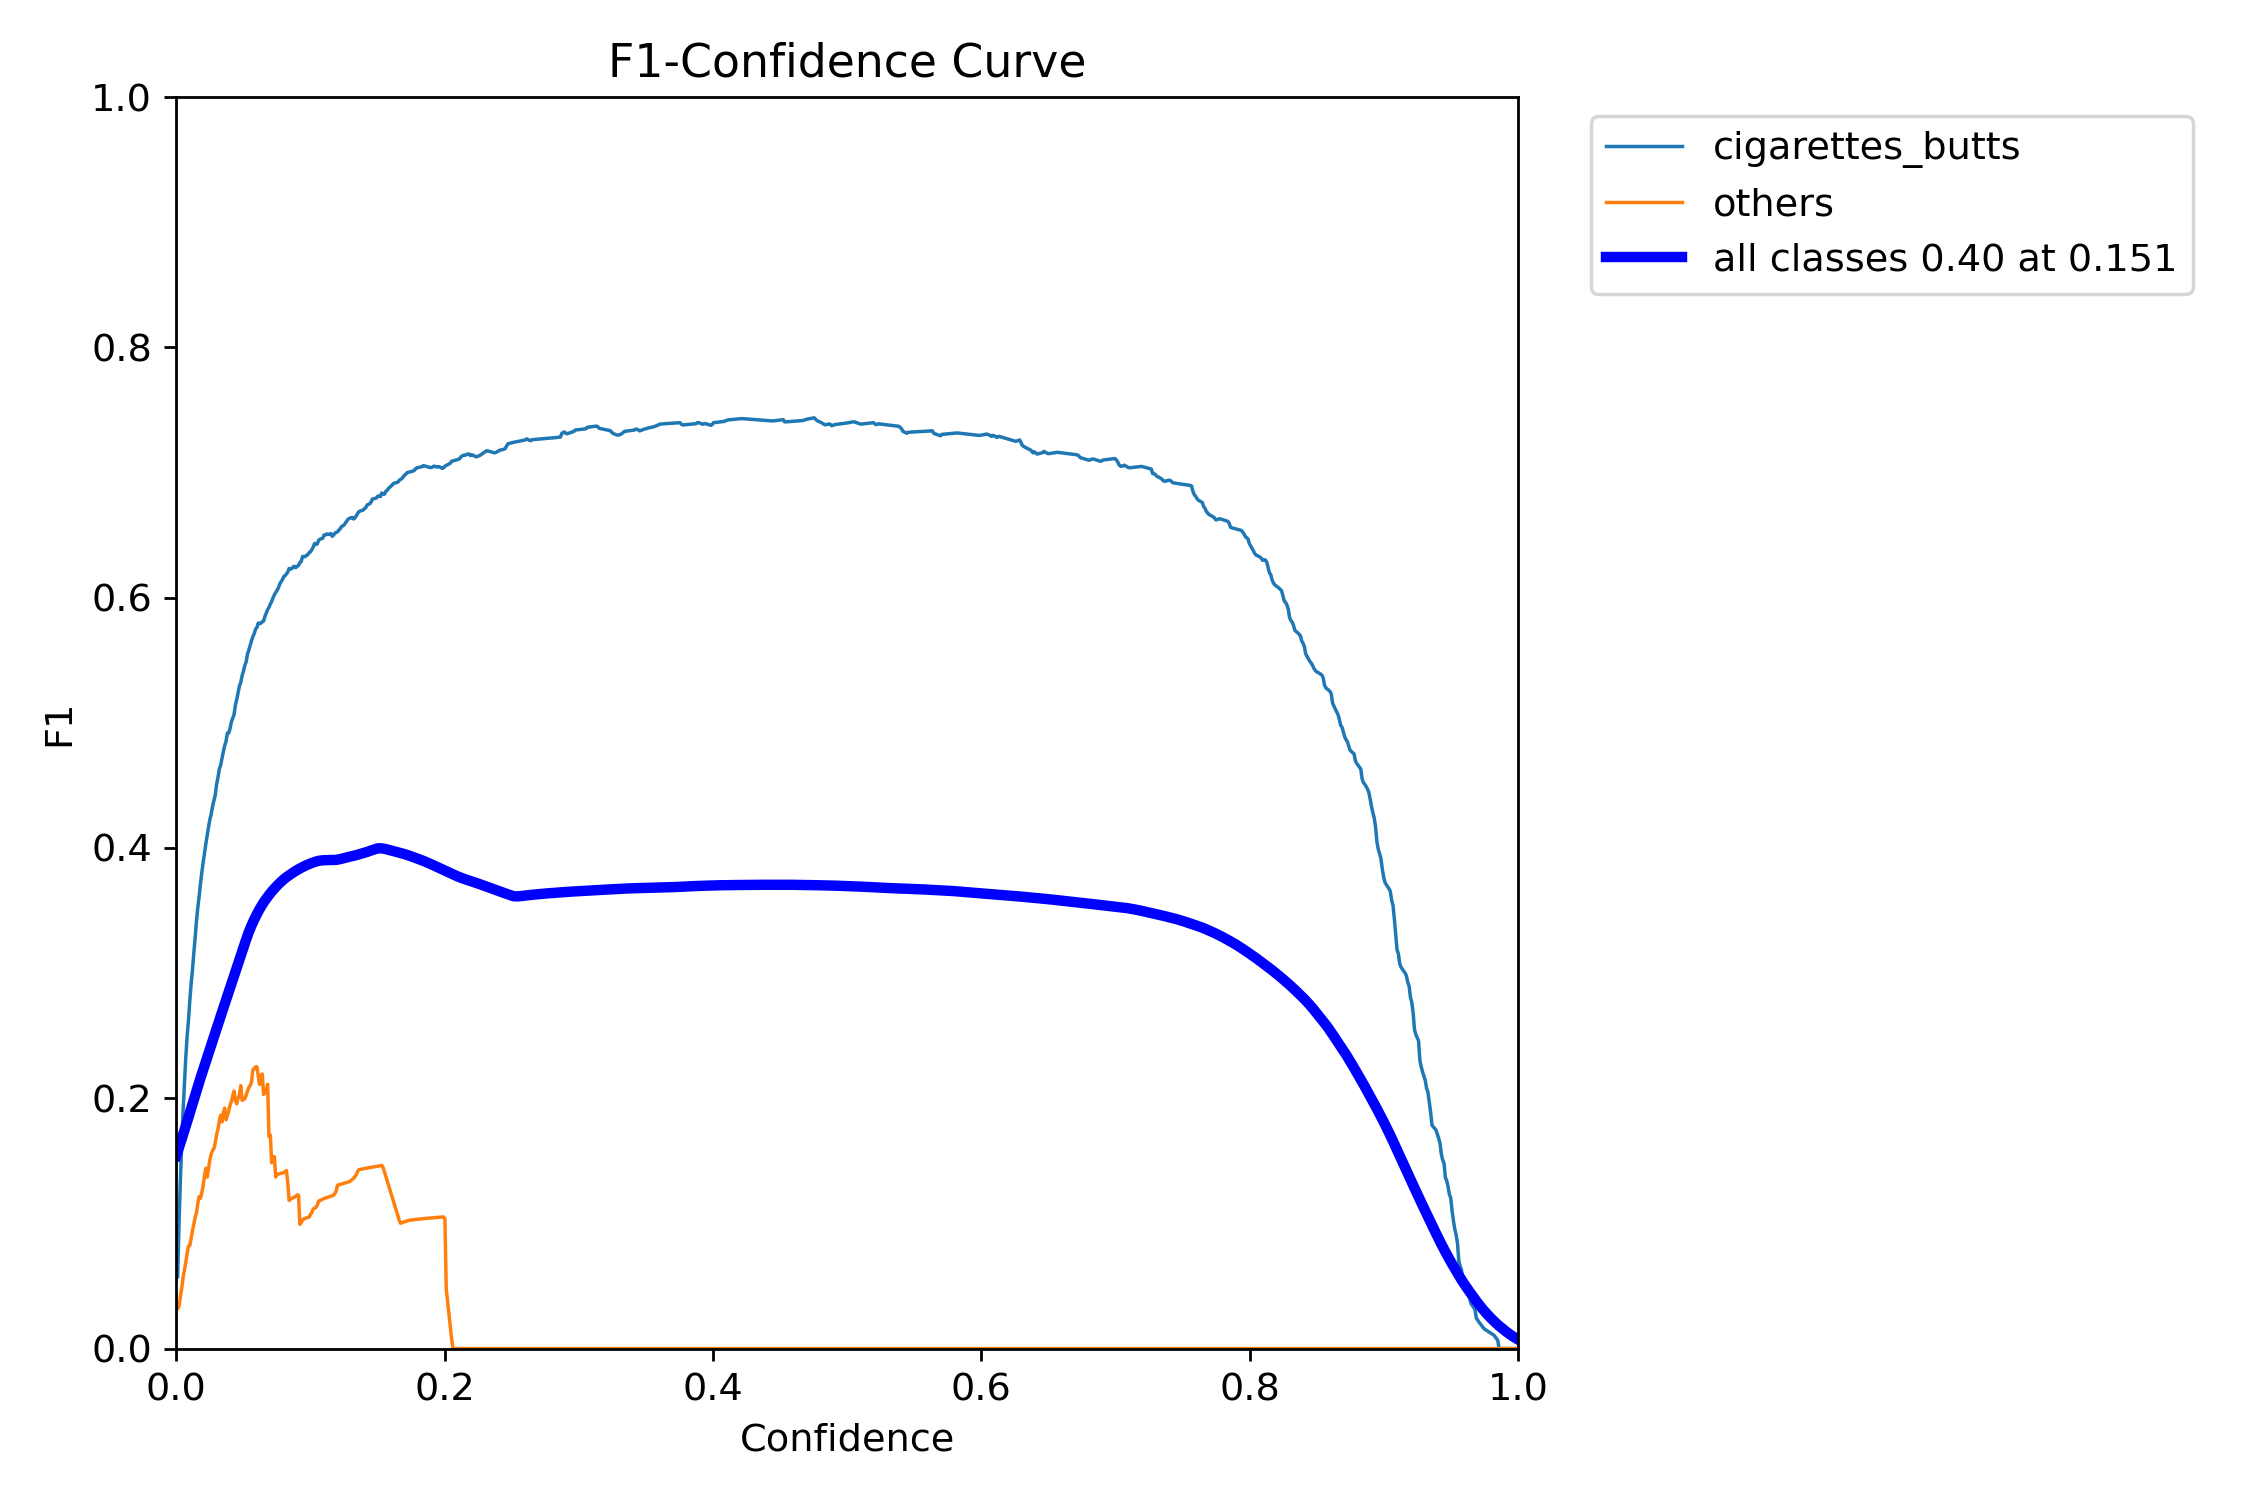 F1-Confidence Curve
1.0
0.8
0.6
0.4
0.2
0.0
F1
0.0 0.2 0.4 0.6 0.8 1.0
Confidence
cigarettes_butts
others
all classes 0.40 at 0.151